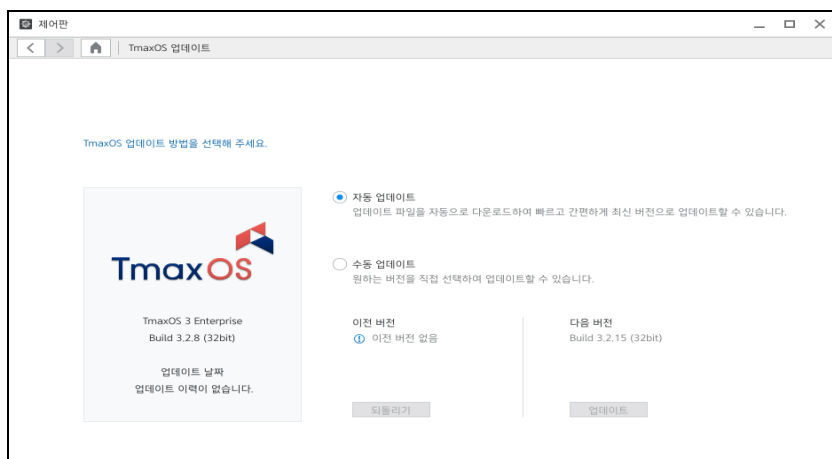 제어판
TmaxOS 업데이트
TmaxOS 업데이트 방법을 선택해 주세요.
TmaxOS
TmaxOS 3 Enterprise
Build 3.2.8 (32bit)
업데이트 날짜
업데이트 이력이 없습니다.
자동 업데이트
업데이트 파일을 자동으로 다운로드하여 빠르고 간편하게 최신 버전으로 업데이트할 수 있습니다.
수동 업데이트
원하는 버전을 직접 선택하여 업데이트할 수 있습니다.
이전 버전
이전 버전 없음
되돌리기
다음 버전
Build 3.2.15 (32bit)
업데이트